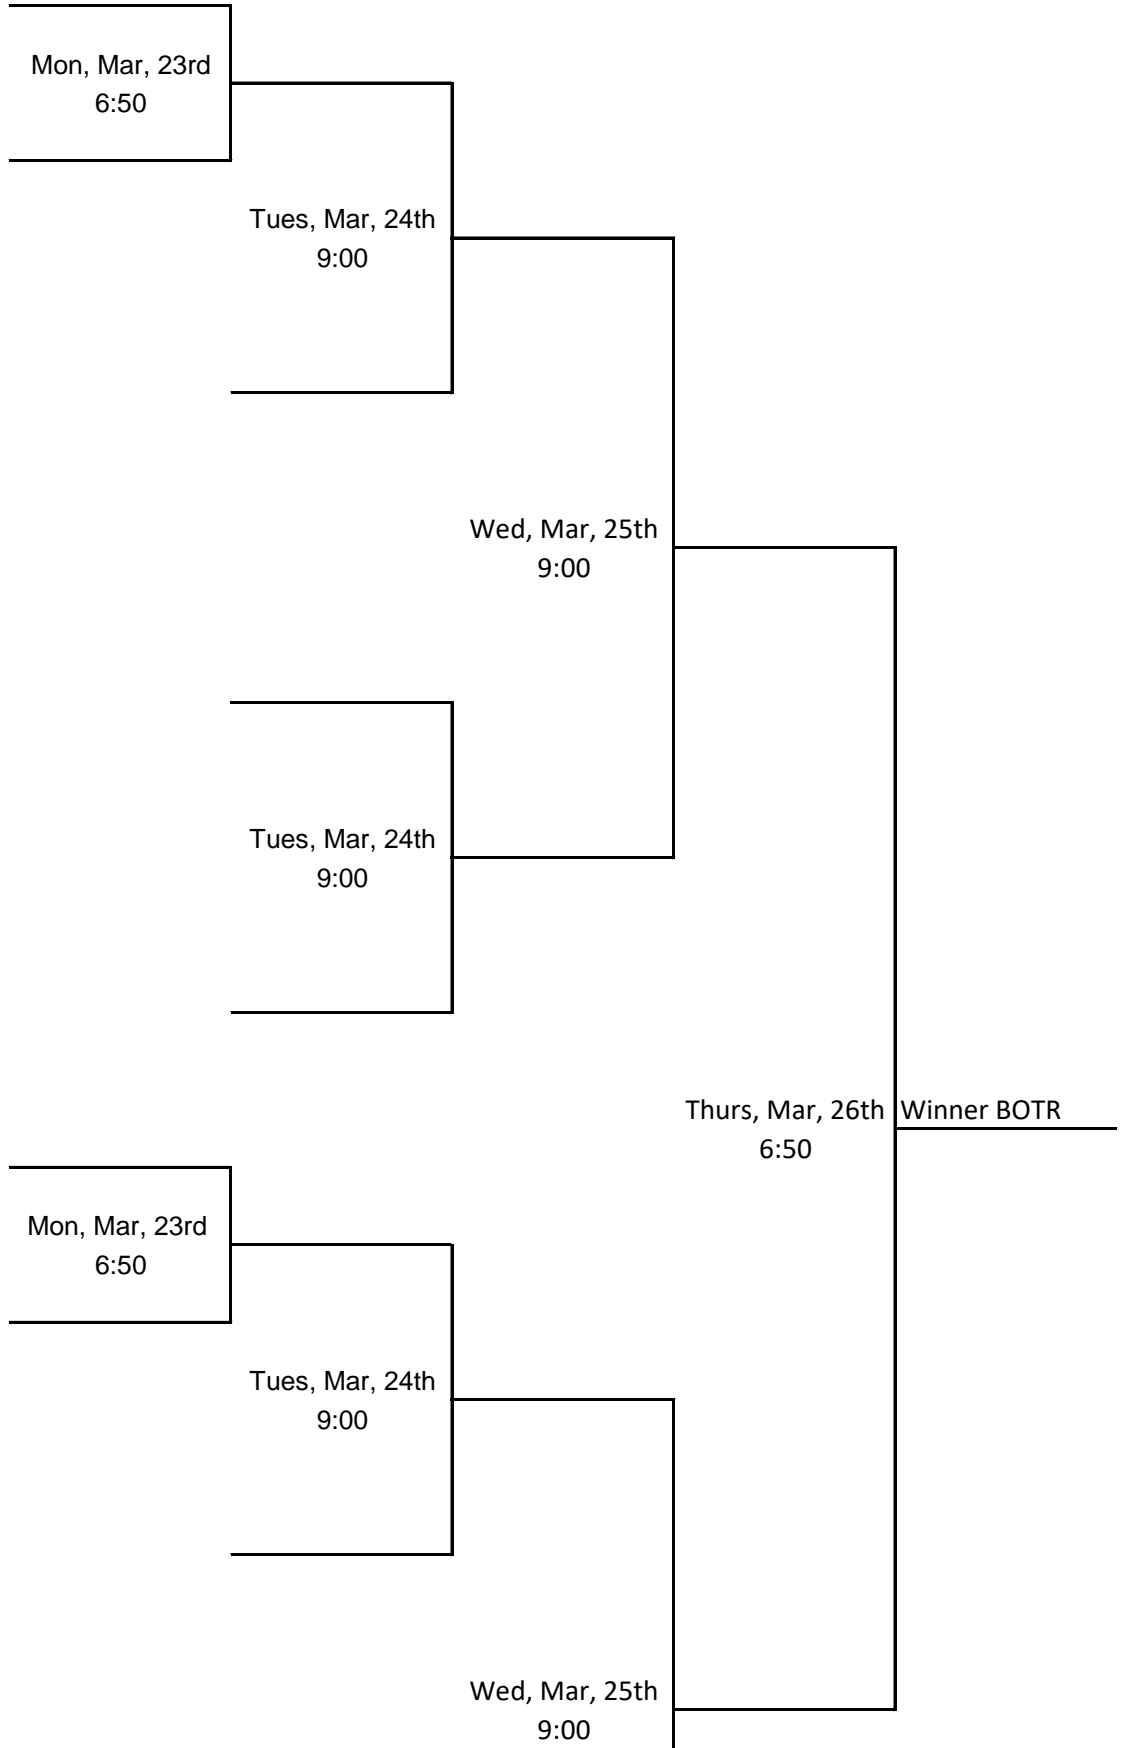 Mon, Mar, 23rd
6:50
Tues, Mar, 24th
9:00
Wed, Mar, 25th
9:00
Tues, Mar, 24th
9:00
Thurs, Mar, 26th
Winner BOTR
6:50
Mon, Mar, 23rd
6:50
Tues, Mar, 24th
9:00
Wed, Mar, 25th
9:00